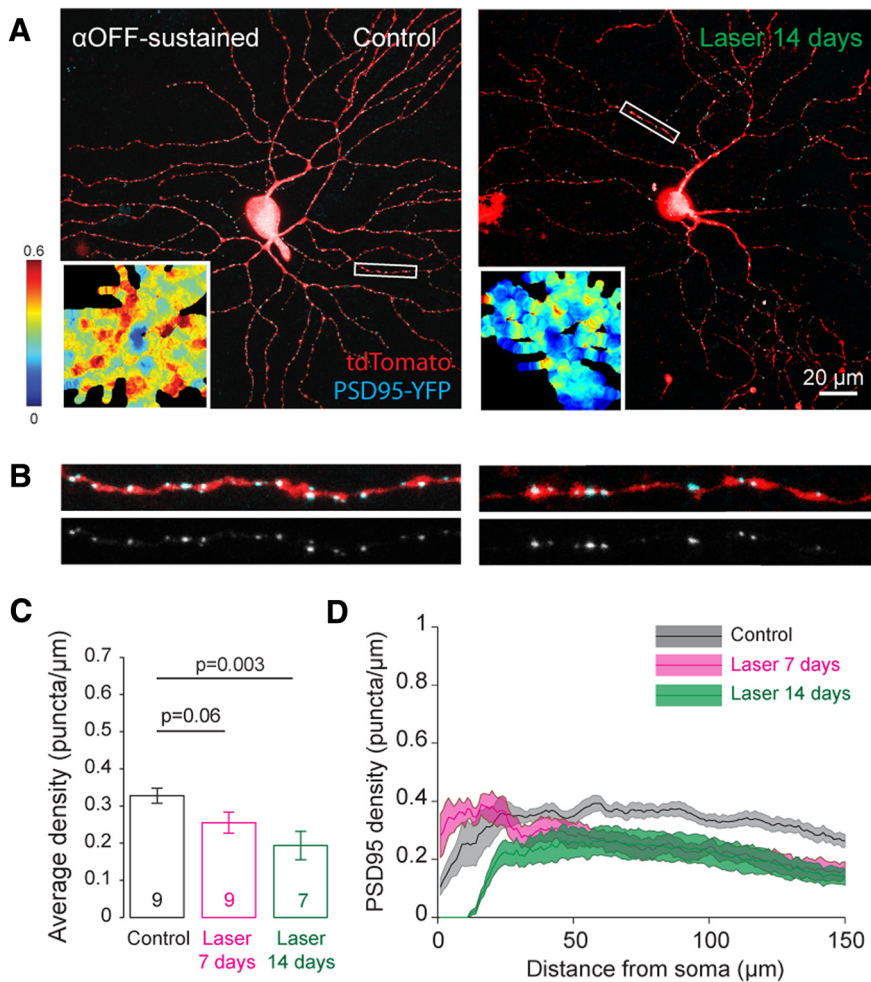 A
αOFF-sustained Control
Laser 14 days
0.6
0
tdTomato
PSD95-YFP
20 µm
B
C
Average density (puncta/µm)
0.7
0.6
0.5
0.4
0.3
0.2
0.1
0
p=0.003
p=0.06
9
9
7
Control
Laser
7 days
Laser
14 days
D
PSD95 density (puncta/µm)
1
0.8
0.6
0.4
0.2
0
Control
Laser 7 days
Laser 14 days
0 50 100 150
Distance from soma (µm)